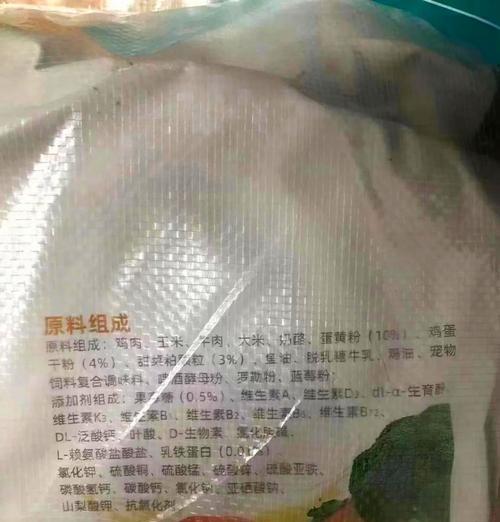 原料组成
原料组成：鸡肉、玉米、牛肉、大米、奶酪、蛋黄粉（10%）、鸡蛋
干粉（4%）、甜菜粕颗粒（3%）、鱼油、脱乳糖牛乳、鸡油、宠物
饲料复合调味料、啤酒酵母粉、罗勒粉、蓝莓粉；
添加剂组成：果寡糖（0.5%）、维生素A、维生素D₃、dl-α-生育酚
维生素K₃、维生素B₁、维生素B₂、维生素B₆、维生素B₁₂、
DL-泛酸钙、叶酸、D-生物素、氯化胆碱、
L-赖氨酸盐酸盐、乳铁蛋白
氯化钾、硫酸铜、硫酸锰、硫酸锌、硫酸亚铁、
磷酸氢钙、碳酸钙、氯化钠、亚硒酸钠、
山梨酸钾、抗氧化剂